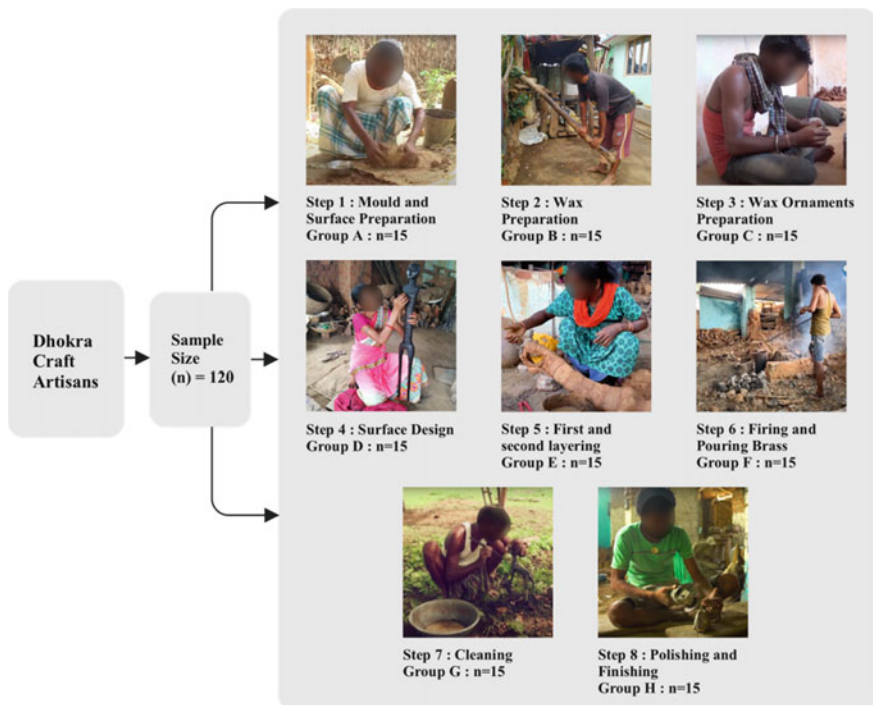 Dhokra
Craft
Artisans
Sample
Size
(n) = 120
Step 1 : Mould and
Surface Preparation
Group A : n=15
Step 2 : Wax
Preparation
Group B : n=15
Step 3 : Wax Ornaments
Preparation
Group C : n=15
Step 4 : Surface Design
Group D : n=15
Step 5 : First and
second layering
Group E : n=15
Step 6 : Firing and
Pouring Brass
Group F : n=15
Step 7 : Cleaning
Group G : n=15
Step 8 : Polishing and
Finishing
Group H : n=15